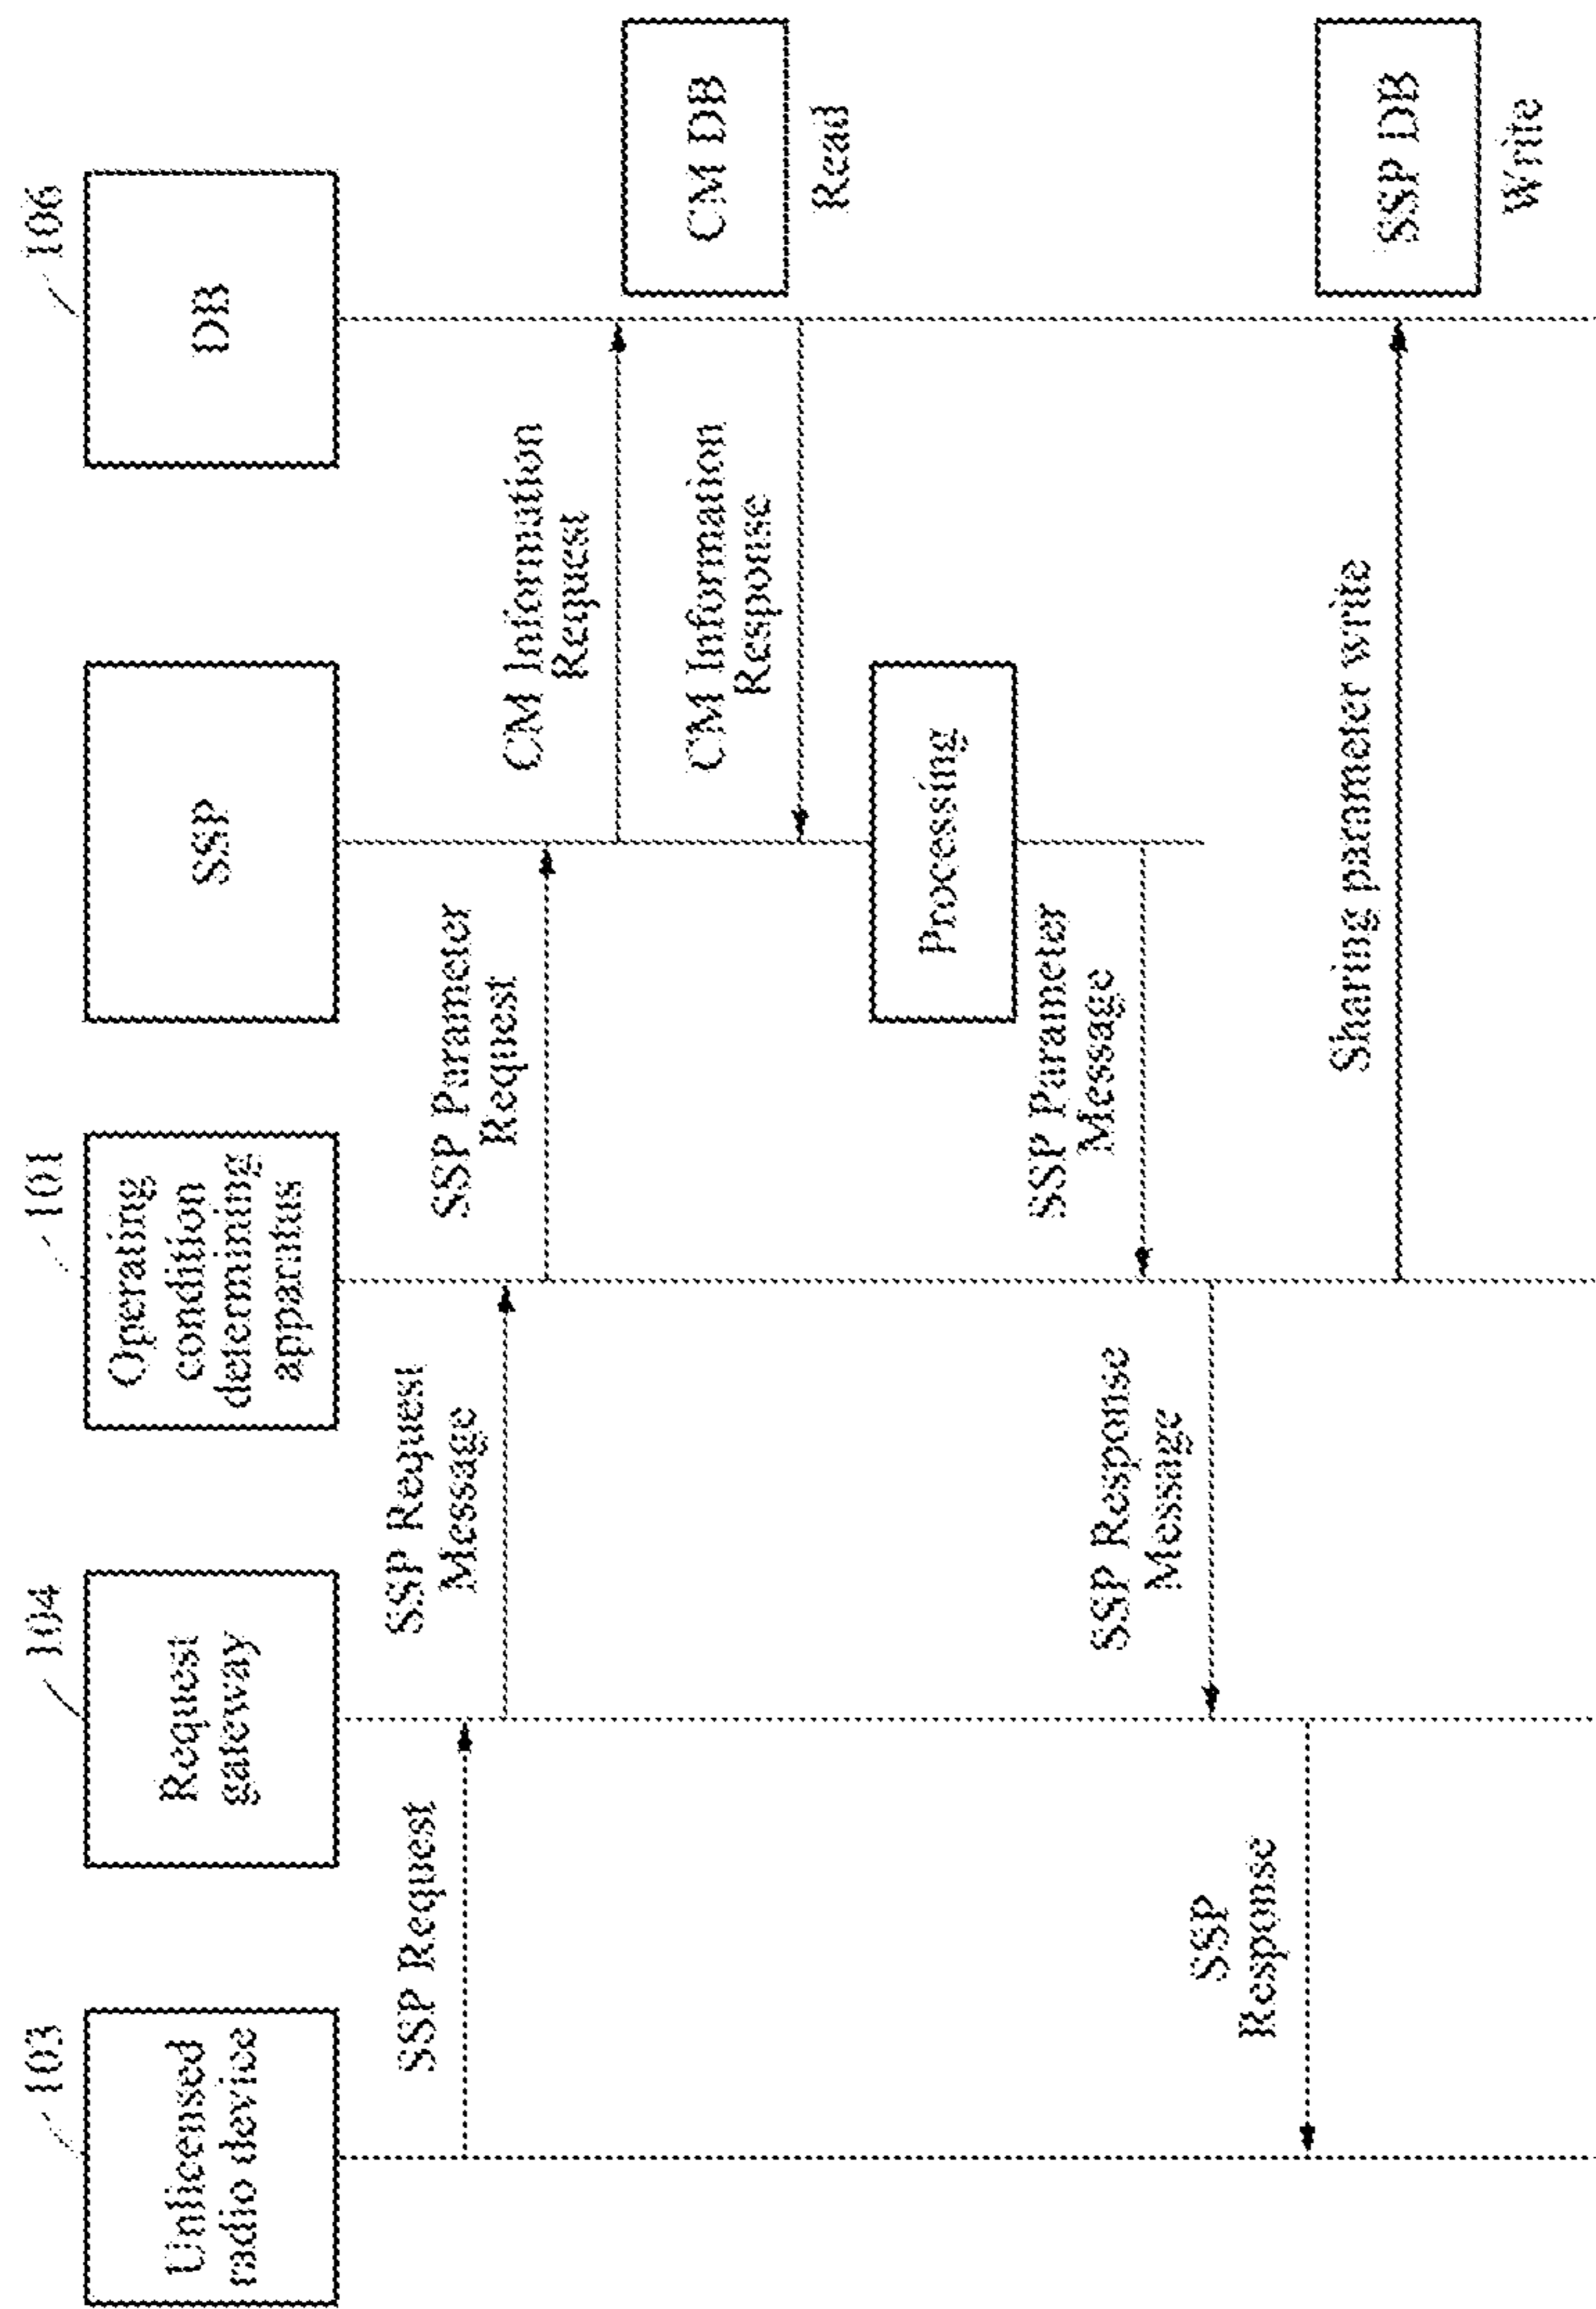 103
Unlicensed
radio device
104
Request
gateway
101
Operating
condition
determining
apparatus
SSP
106
DB
SSP Request
SSP Request
Message
SSP Parameter
Request
CM Information
Request
CM DB
Read
CM Information
Response
Processing
SSP Parameter
Message
SSP Response
Message
SSP
Response
Sharing parameter write
SSP DB
Write